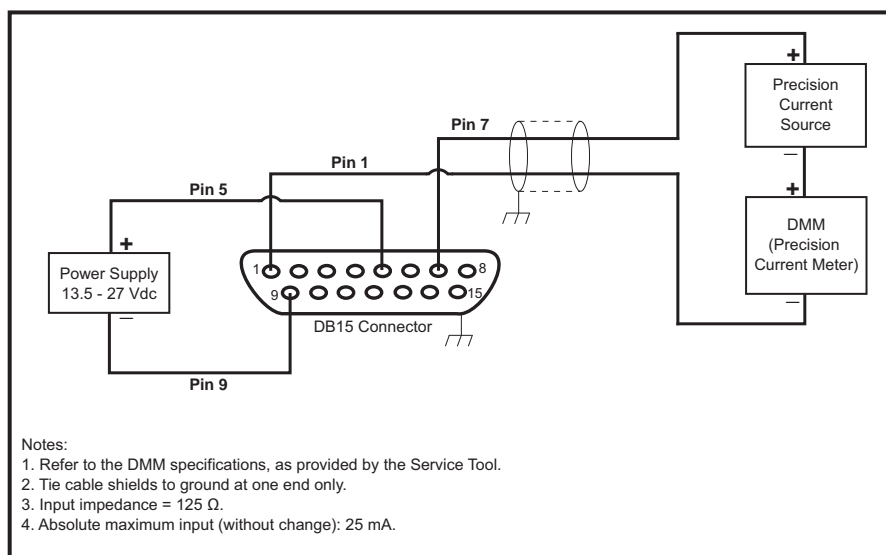 +
Precision
Current
Source
–
Pin 7
Pin 1
+
DMM
(Precision
Current Meter)
–
Pin 5
+
Power Supply
13.5 - 27 Vdc
–
1
8
9
15
DB15 Connector
Pin 9
Notes:
1. Refer to the DMM specifications, as provided by the Service Tool.
2. Tie cable shields to ground at one end only.
3. Input impedance = 125 Ω.
4. Absolute maximum input (without change): 25 mA.